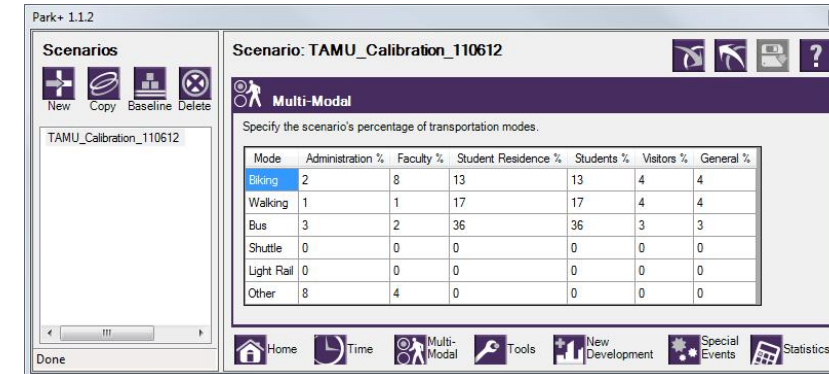 Park+ 1.1.2
Scenarios
New Copy Baseline Delete
TAMU_Calibration_110612
Done
Scenario: TAMU_Calibration_110612
?
Multi-Modal
Specify the scenario's percentage of transportation modes.
Mode Administration % Faculty % Student Residence % Students % Visitors % General %
Biking 2 8 13 13 4 4
Walking 1 1 17 17 4 4
Bus 3 2 36 36 3 3
Shuttle 0 0 0 0 0 0
Light Rail 0 0 0 0 0 0
Other 8 4 0 0 0 0
Home Time Multi-Modal Tools New Development Special Events Statistics